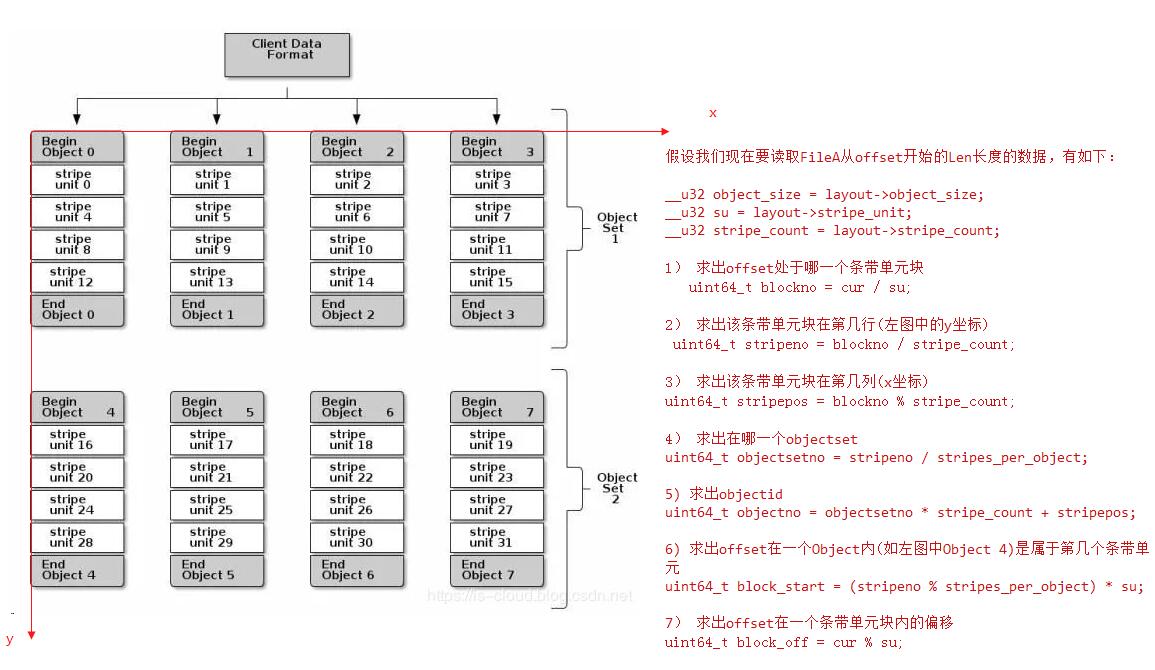 Client Data
Format
x
Begin
Object 0
Begin
Object 1
Begin
Object 2
Begin
Object 3
stripe
unit 0
stripe
unit 1
stripe
unit 2
stripe
unit 3
stripe
unit 4
stripe
unit 5
stripe
unit 6
stripe
unit 7
stripe
unit 8
stripe
unit 9
stripe
unit 10
stripe
unit 11
stripe
unit 12
stripe
unit 13
stripe
unit 14
stripe
unit 15
End
Object 0
End
Object 1
End
Object 2
End
Object 3
Object
Set
1
Begin
Object 4
Begin
Object 5
Begin
Object 6
Begin
Object 7
stripe
unit 16
stripe
unit 17
stripe
unit 18
stripe
unit 19
stripe
unit 20
stripe
unit 21
stripe
unit 22
stripe
unit 23
stripe
unit 24
stripe
unit 25
stripe
unit 26
stripe
unit 27
stripe
unit 28
stripe
unit 29
stripe
unit 30
stripe
unit 31
End
Object 4
End
Object 5
End
Object 6
End
Object 7
Object
Set
2
https://is-cloud.blog.csdn.net
y
假设我们现在要读取FileA从offset开始的Len长度的数据，有如下：
__u32 object_size = layout->object_size;
__u32 su = layout->stripe_unit;
__u32 stripe_count = layout->stripe_count;
1） 求出offset处于哪一个条带单元块
uint64_t blockno = cur / su;
2） 求出该条带单元块在第几行(左图中的y坐标)
uint64_t stripeno = blockno / stripe_count;
3） 求出该条带单元块在第几列(x坐标)
uint64_t stripepos = blockno % stripe_count;
4） 求出在哪一个objectset
uint64_t objectsetno = stripeno / stripes_per_object;
5) 求出objectid
uint64_t objectno = objectsetno * stripe_count + stripepos;
6) 求出offset在一个Object内(如左图中Object 4)是属于第几个条带单
元
uint64_t block_start = (stripeno % stripes_per_object) * su;
7） 求出offset在一个条带单元块内的偏移
uint64_t block_off = cur % su;